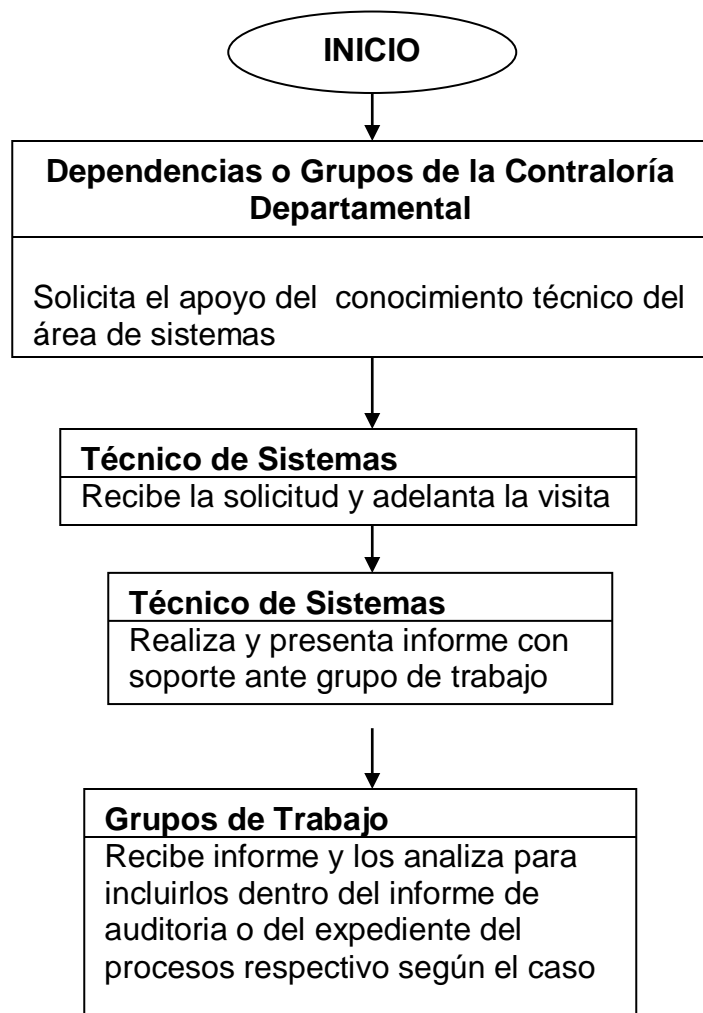 INICIO
Dependencias o Grupos de la Contraloría
Departamental
Solicita el apoyo del conocimiento técnico del
área de sistemas
Técnico de Sistemas
Recibe la solicitud y adelanta la visita
Técnico de Sistemas
Realiza y presenta informe con
soporte ante grupo de trabajo
Grupos de Trabajo
Recibe informe y los analiza para
incluirlos dentro del informe de
auditoria o del expediente del
procesos respectivo según el caso